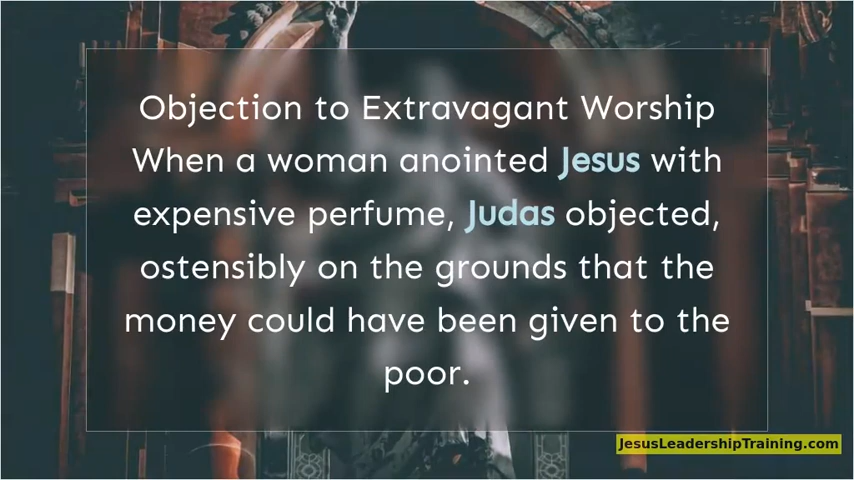 Objection to Extravagant Worship
When a woman anointed Jesus with
expensive perfume, Judas objected,
ostensibly on the grounds that the
money could have been given to the
poor.
JesusLeadershipTraining.com